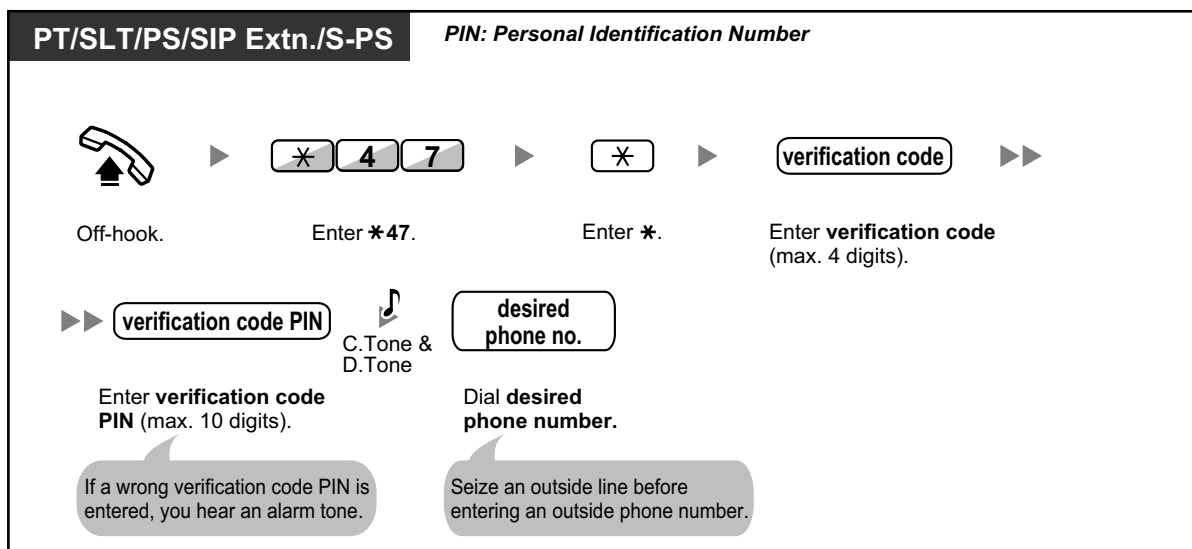 PT/SLT/PS/SIP Extn./S-PS
PIN: Personal Identification Number
* 4 7
*
verification code
Off-hook.
Enter *47.
Enter *.
Enter verification code
(max. 4 digits).
verification code PIN
C.Tone &
D.Tone
desired
phone no.
Enter verification code
PIN (max. 10 digits).
Dial desired
phone number.
If a wrong verification code PIN is
entered, you hear an alarm tone.
Seize an outside line before
entering an outside phone number.